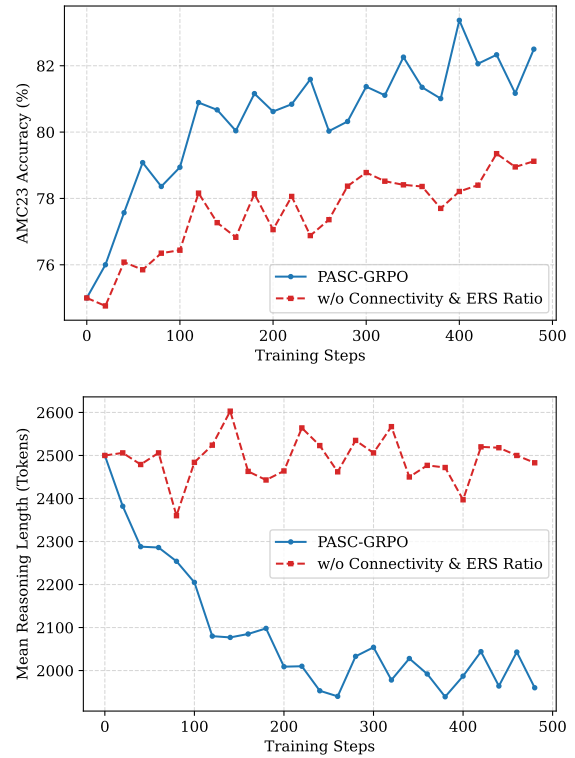 AMC23 Accuracy (%)
82
80
78
76
PASC-GRPO
w/o Connectivity & ERS Ratio
0 100 200 300 400 500
Training Steps
Mean Reasoning Length (Tokens)
2600
2500
2400
2300
2200
2100
2000
PASC-GRPO
w/o Connectivity & ERS Ratio
0 100 200 300 400 500
Training Steps